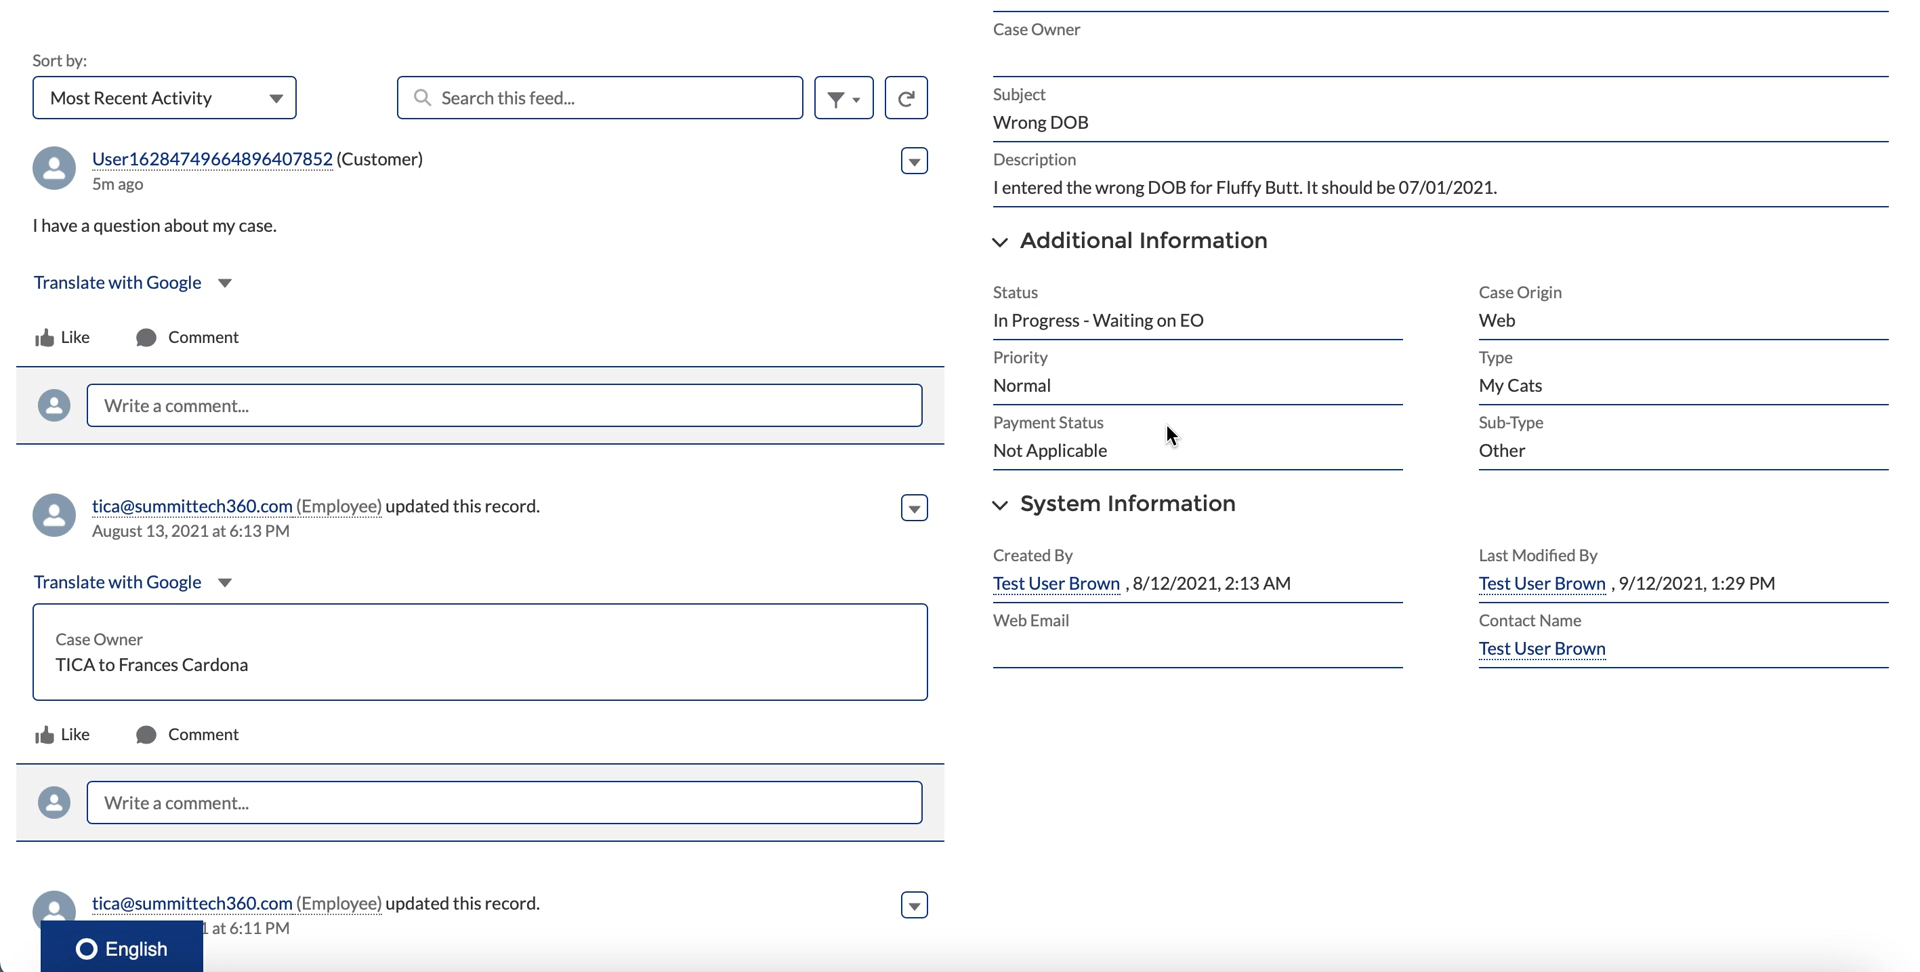 Sort by:
Most Recent Activity
Search this feed...
User16284749664896407852 (Customer)
5m ago
I have a question about my case.
Translate with Google
Like
Comment
Write a comment...
tica@summittech360.com (Employee) updated this record.
August 13, 2021 at 6:13 PM
Translate with Google
Case Owner
TICA to Frances Cardona
Like
Comment
Write a comment...
tica@summittech360.com (Employee) updated this record.
1 at 6:11 PM
English
Case Owner
Subject
Wrong DOB
Description
I entered the wrong DOB for Fluffy Butt. It should be 07/01/2021.
Additional Information
Status
In Progress - Waiting on EO
Case Origin
Web
Priority
Normal
Type
My Cats
Payment Status
Not Applicable
Sub-Type
Other
System Information
Created By
Test User Brown , 8/12/2021, 2:13 AM
Last Modified By
Test User Brown , 9/12/2021, 1:29 PM
Web Email
Contact Name
Test User Brown